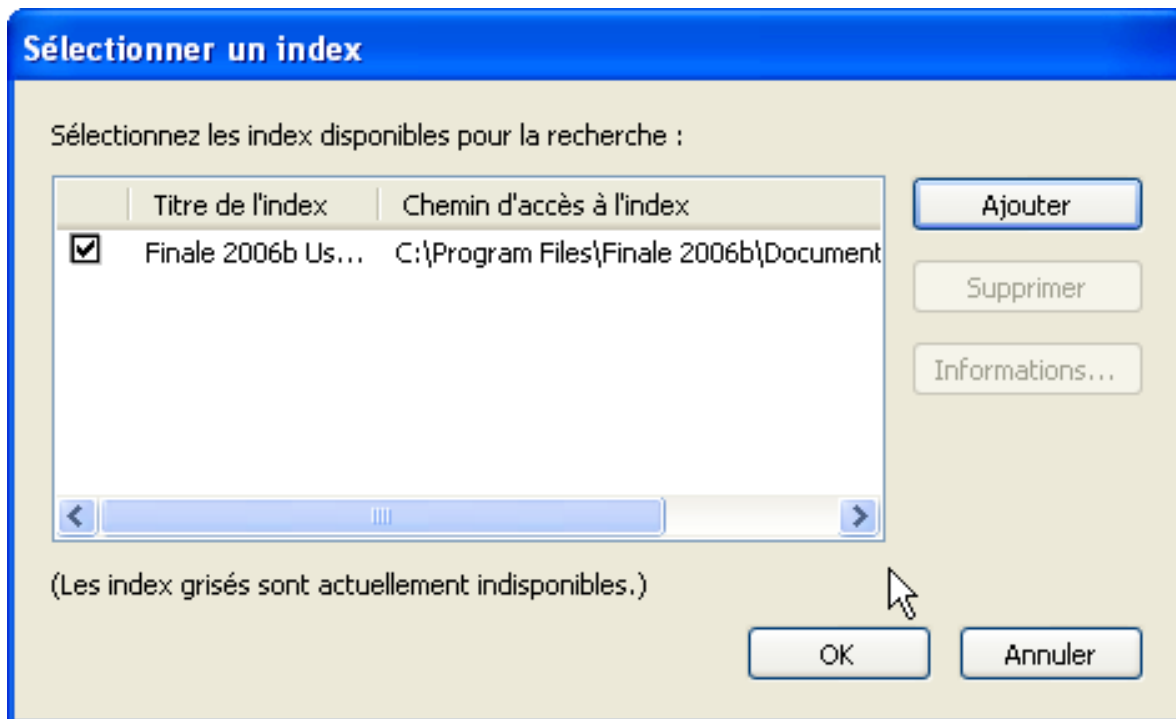 Sélectionner un index
Sélectionnez les index disponibles pour la recherche :
Titre de l'index Chemin d'accès à l'index
Finale 2006b Us... C:\Program Files\Finale 2006b\Document
Ajouter
Supprimer
Informations...
(Les index grisés sont actuellement indisponibles.)
OK Annuler